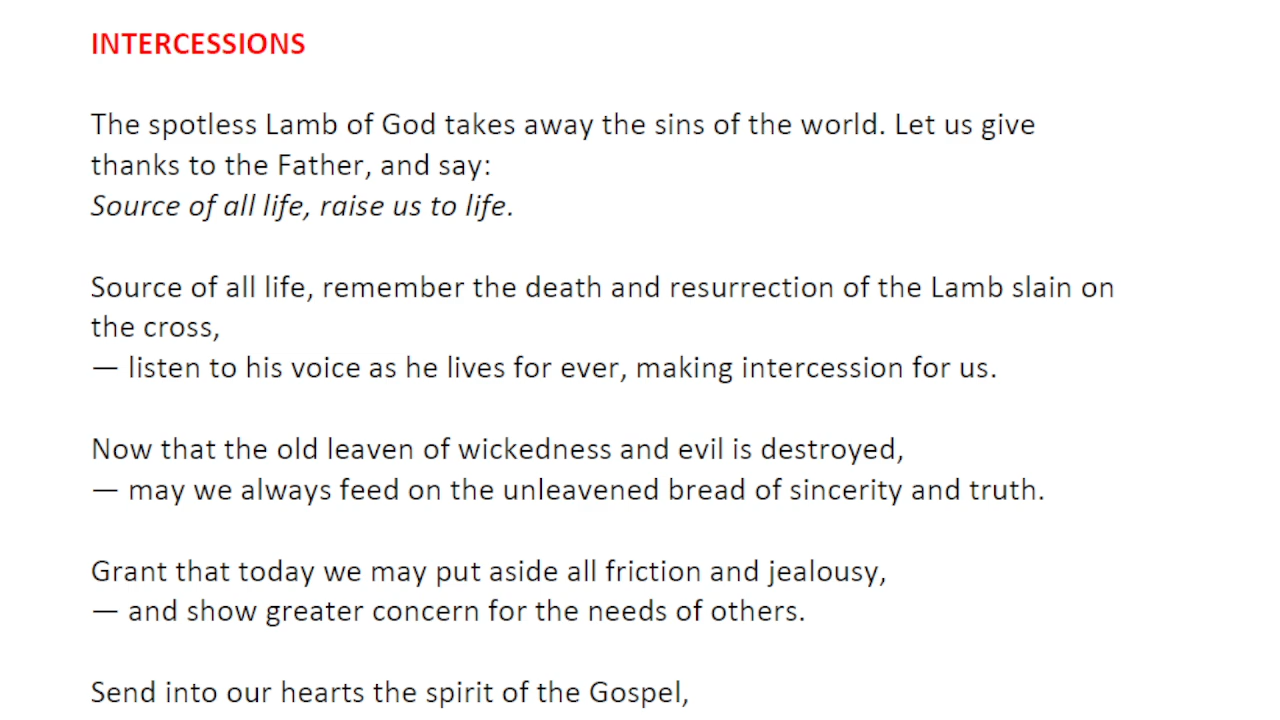 INTERCESSIONS
The spotless Lamb of God takes away the sins of the world. Let us give
thanks to the Father, and say:
Source of all life, raise us to life.
Source of all life, remember the death and resurrection of the Lamb slain on
the cross,
— listen to his voice as he lives for ever, making intercession for us.
Now that the old leaven of wickedness and evil is destroyed,
— may we always feed on the unleavened bread of sincerity and truth.
Grant that today we may put aside all friction and jealousy,
— and show greater concern for the needs of others.
Send into our hearts the spirit of the Gospel,